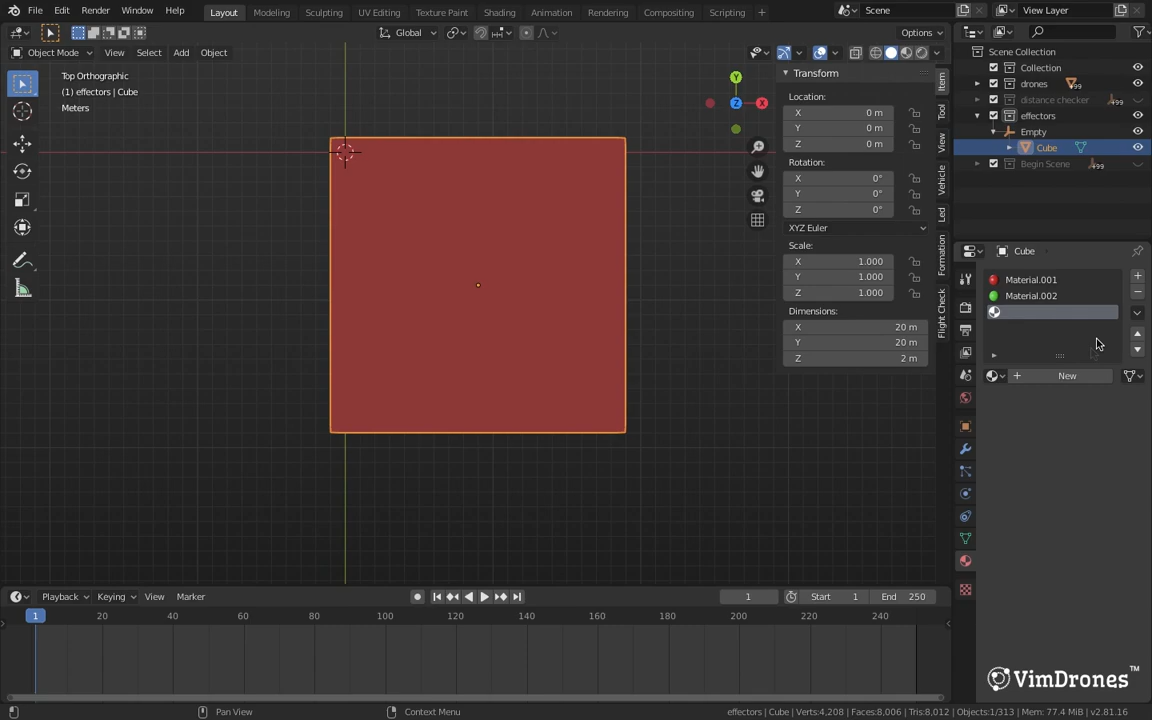 File Edit Render Window Help Layout Modeling Sculpting UV Editing Texture Paint Shading Animation Rendering Compositing Scripting + Scene View Layer
Global Options
Object Mode View Select Add Object
Top Orthographic
(1) effectors | Cube
Meters
Y
Z X
Transform
Location:
X 0 m
Y 0 m
Z 0 m
Rotation:
X 0°
Y 0°
Z 0°
XYZ Euler
Scale:
X 1.000
Y 1.000
Z 1.000
Dimensions:
X 20 m
Y 20 m
Z 2 m
Item
Tool
View
Vehicle
Led
Formation
Flight Check
Scene Collection
Collection
drones +99
distance checker +99
effectors
Empty
Cube
Begin Scene +99
Cube
Material.001
Material.002
+ New
Playback Keying View Marker 1 Start 1 End 250
1 20 40 60 80 100 120 140 160 180 200 220 240
VimDrones™
Pan View Context Menu effectors | Cube | Verts:4,208 | Faces:8,006 | Tris:8,012 | Objects:1/313 | Mem: 77.4 MiB | v2.81.16